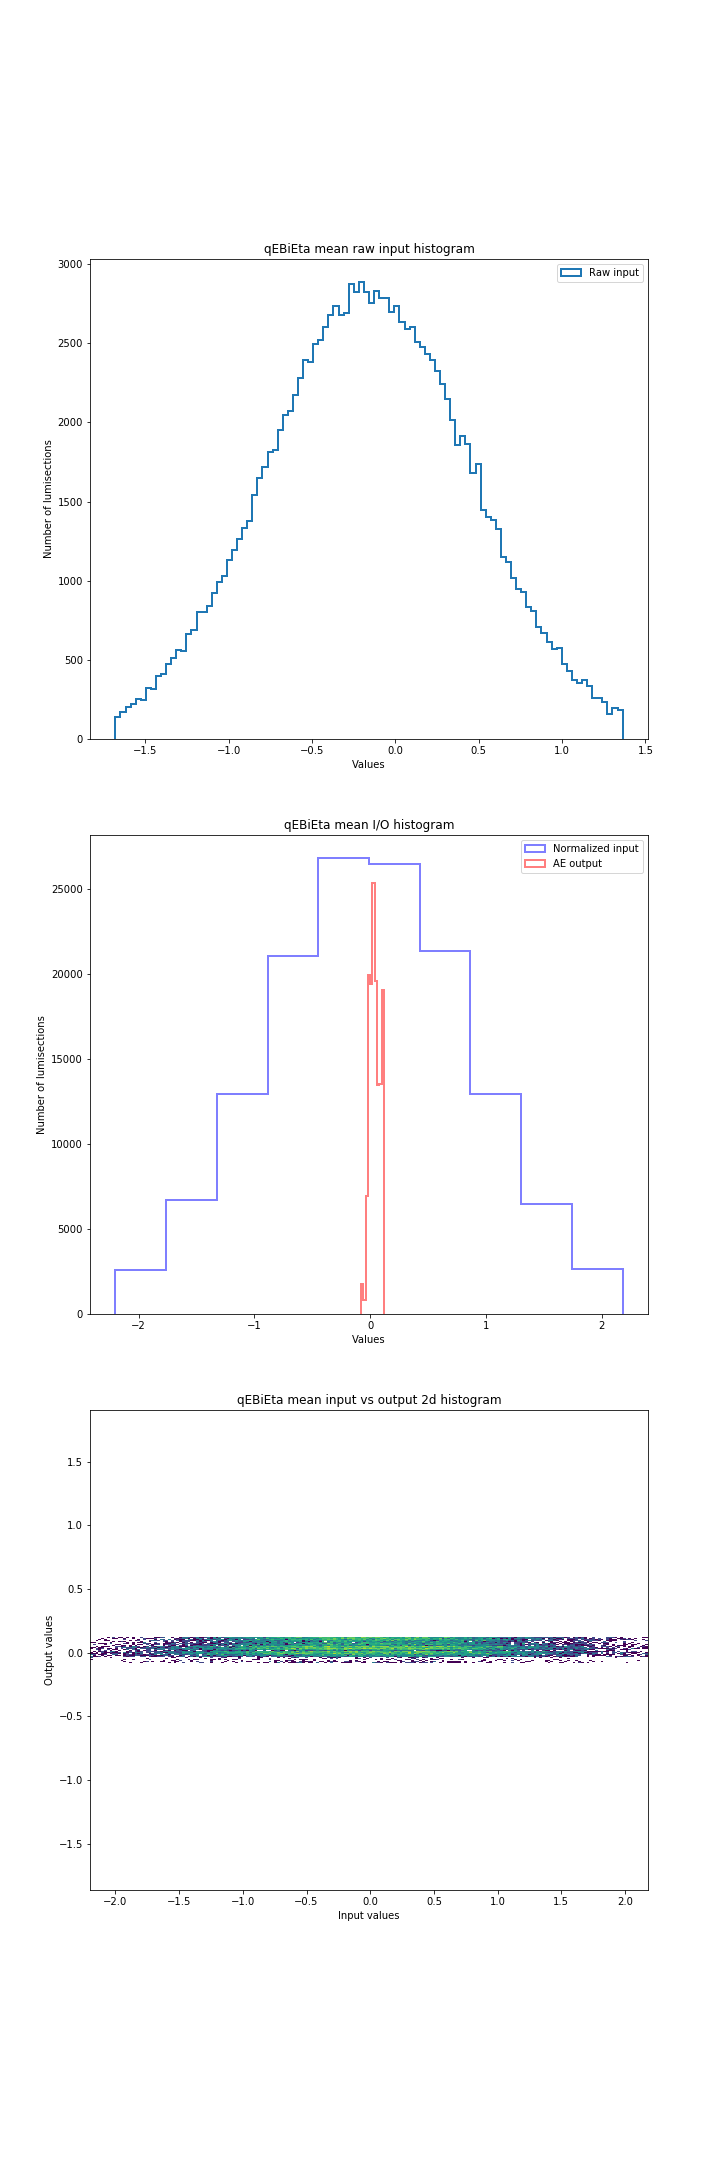 qEBiEta mean raw input histogram
3000
2500
2000
1500
1000
500
0
Number of lumisections
Raw input
−1.5 −1.0 −0.5 0.0 0.5 1.0 1.5
Values
qEBiEta mean I/O histogram
25000
20000
15000
10000
5000
0
Number of lumisections
Normalized input
AE output
−2 −1 0 1 2
Values
qEBiEta mean input vs output 2d histogram
1.5
1.0
0.5
0.0
−0.5
−1.0
−1.5
Output values
−2.0 −1.5 −1.0 −0.5 0.0 0.5 1.0 1.5 2.0
Input values